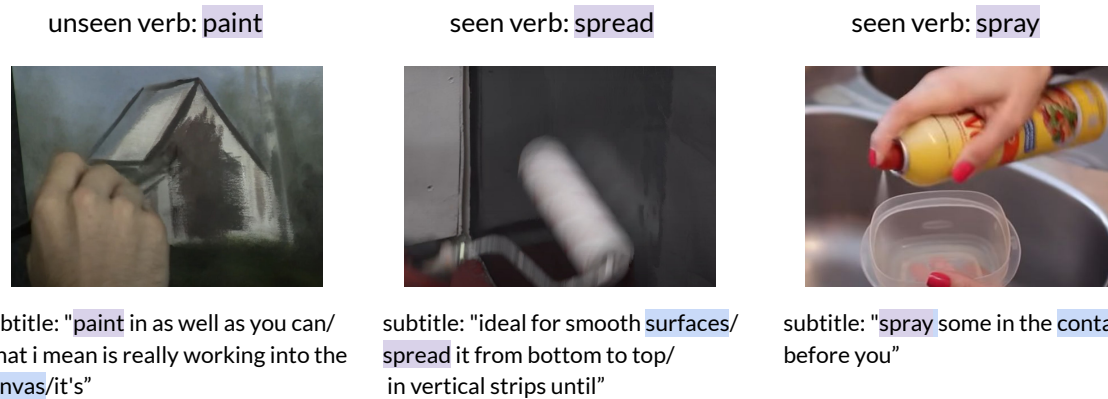 unseen verb: paint
seen verb: spread
seen verb: spray
btitle: "paint in as well as you can/
nat i mean is really working into the
nvas/it's”
subtitle: "ideal for smooth surfaces/
spread it from bottom to top/
in vertical strips until”
subtitle: "spray some in the conta
before you”